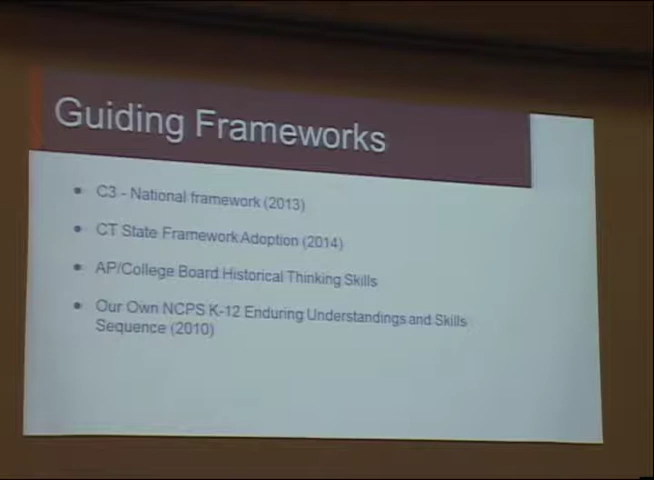 Guiding Frameworks
• C3 - National framework (2013)
• CT State Framework Adoption (2014)
• AP/College Board Historical Thinking Skills
• Our Own NCPS K-12 Enduring Understandings and Skills
Sequence (2010)